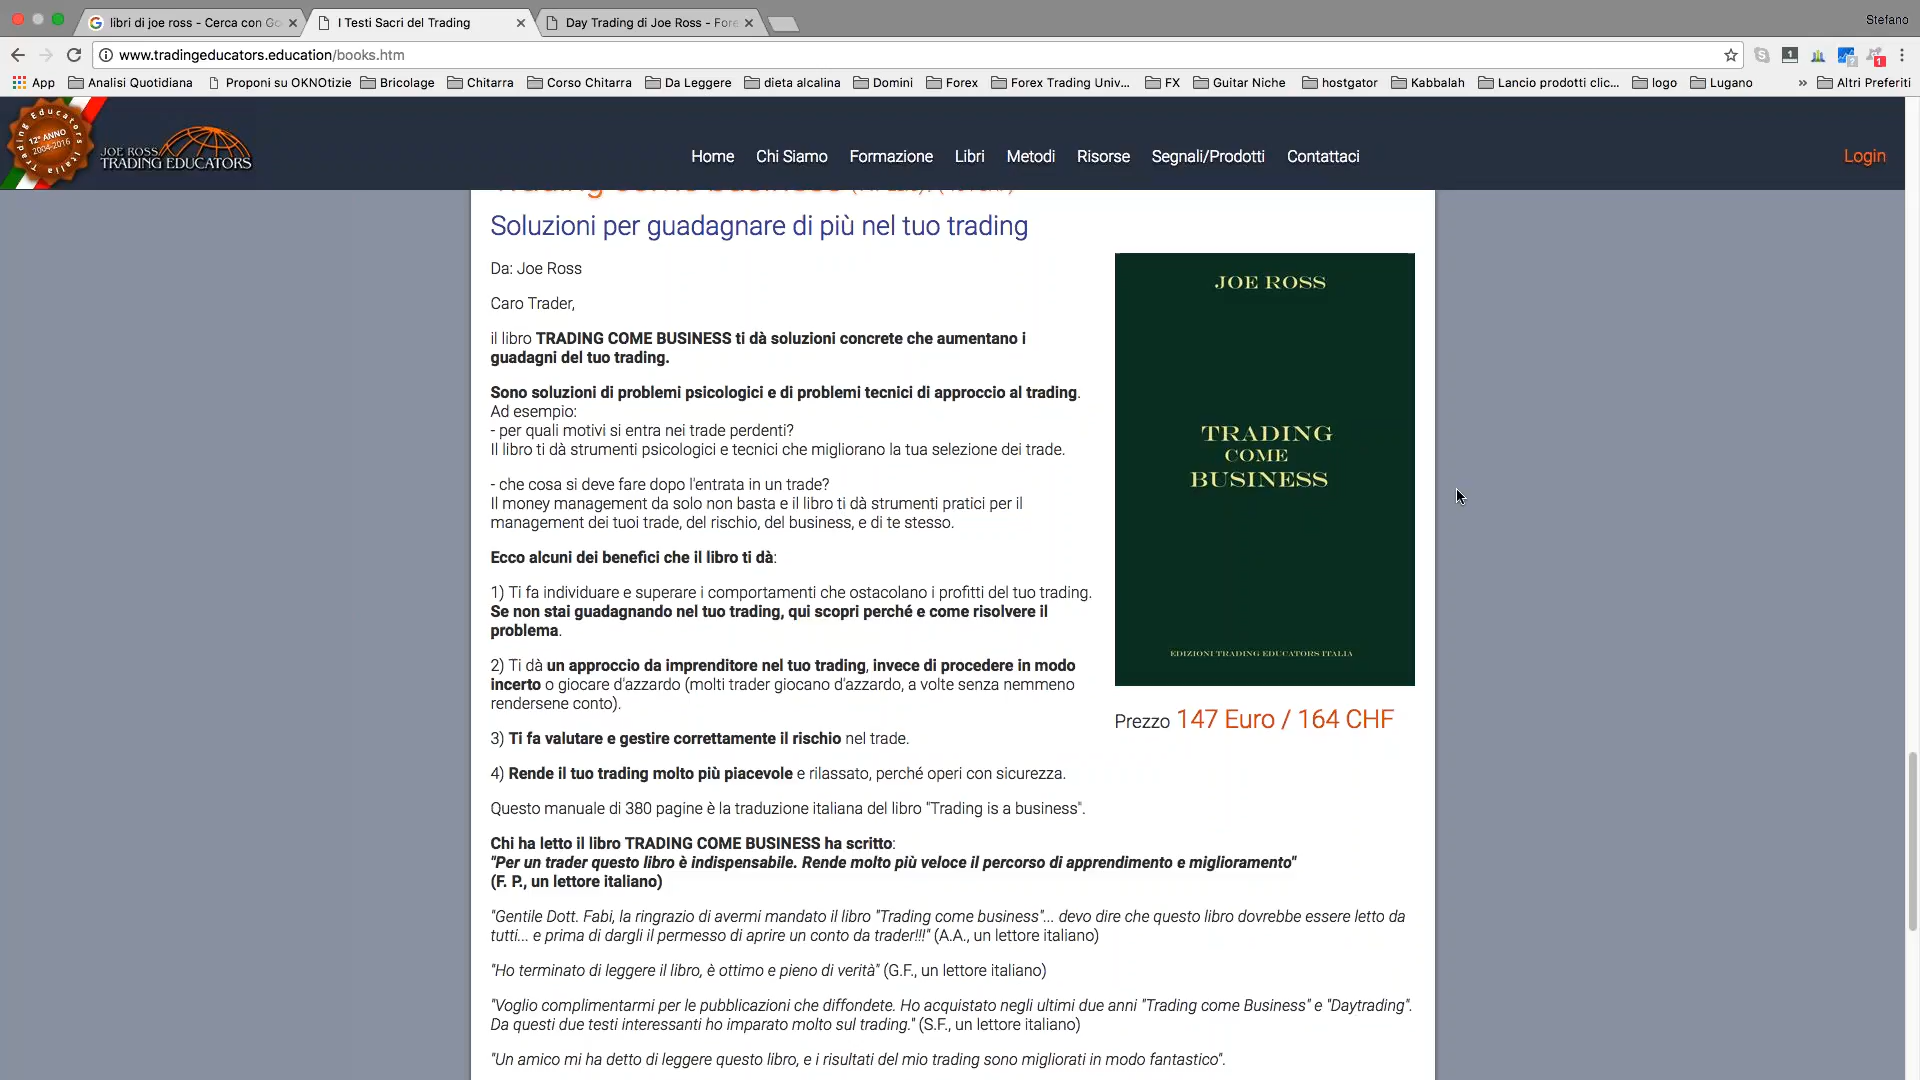 libri di joe ross - Cerca con Go
I Testi Sacri del Trading
Day Trading di Joe Ross - Fore
Stefano
www.tradingeducators.education/books.htm
App
Analisi Quotidiana
Proponi su OKNOtizie
Bricolage
Chitarra
Corso Chitarra
Da Leggere
dieta alcalina
Domini
Forex
Forex Trading Univ...
FX
Guitar Niche
hostgator
Kabbalah
Lancio prodotti clic...
logo
Lugano
»
Altri Preferiti
Trading Educators Italia
12° ANNO
2004-2016
JOE ROSS
TRADING EDUCATORS
Home
Chi Siamo
Formazione
Libri
Metodi
Risorse
Segnali/Prodotti
Contattaci
Login
Soluzioni per guadagnare di più nel tuo trading
Da: Joe Ross
Caro Trader,
il libro TRADING COME BUSINESS ti dà soluzioni concrete che aumentano i
guadagni del tuo trading.
Sono soluzioni di problemi psicologici e di problemi tecnici di approccio al trading.
Ad esempio:
- per quali motivi si entra nei trade perdenti?
Il libro ti dà strumenti psicologici e tecnici che migliorano la tua selezione dei trade.
- che cosa si deve fare dopo l'entrata in un trade?
Il money management da solo non basta e il libro ti dà strumenti pratici per il
management dei tuoi trade, del rischio, del business, e di te stesso.
Ecco alcuni dei benefici che il libro ti dà:
1) Ti fa individuare e superare i comportamenti che ostacolano i profitti del tuo trading.
Se non stai guadagnando nel tuo trading, qui scopri perché e come risolvere il
problema.
2) Ti dà un approccio da imprenditore nel tuo trading, invece di procedere in modo
incerto o giocare d'azzardo (molti trader giocano d'azzardo, a volte senza nemmeno
rendersene conto).
3) Ti fa valutare e gestire correttamente il rischio nel trade.
4) Rende il tuo trading molto più piacevole e rilassato, perché operi con sicurezza.
Questo manuale di 380 pagine è la traduzione italiana del libro "Trading is a business".
Chi ha letto il libro TRADING COME BUSINESS ha scritto:
"Per un trader questo libro è indispensabile. Rende molto più veloce il percorso di apprendimento e miglioramento"
(F. P., un lettore italiano)
"Gentile Dott. Fabi, la ringrazio di avermi mandato il libro "Trading come business"... devo dire che questo libro dovrebbe essere letto da
tutti... e prima di dargli il permesso di aprire un conto da trader!!!" (A.A., un lettore italiano)
"Ho terminato di leggere il libro, è ottimo e pieno di verità" (G.F., un lettore italiano)
"Voglio complimentarmi per le pubblicazioni che diffondete. Ho acquistato negli ultimi due anni "Trading come Business" e "Daytrading".
Da questi due testi interessanti ho imparato molto sul trading." (S.F., un lettore italiano)
"Un amico mi ha detto di leggere questo libro, e i risultati del mio trading sono migliorati in modo fantastico".
JOE ROSS
TRADING
COME
BUSINESS
EDIZIONI TRADING EDUCATORS ITALIA
Prezzo 147 Euro / 164 CHF